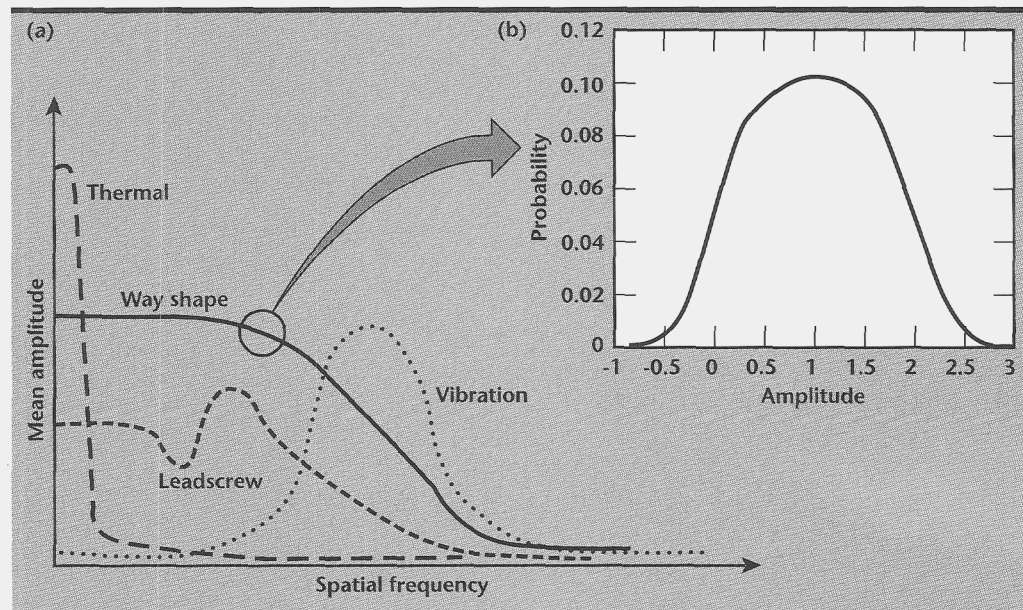 (a)
Thermal
Way shape
Vibration
Leadscrew
Mean amplitude
Spatial frequency
(b)
0.12
0.10
0.08
0.06
0.04
0.02
0
Probability
-1 -0.5 0 0.5 1 1.5 2 2.5 3
Amplitude